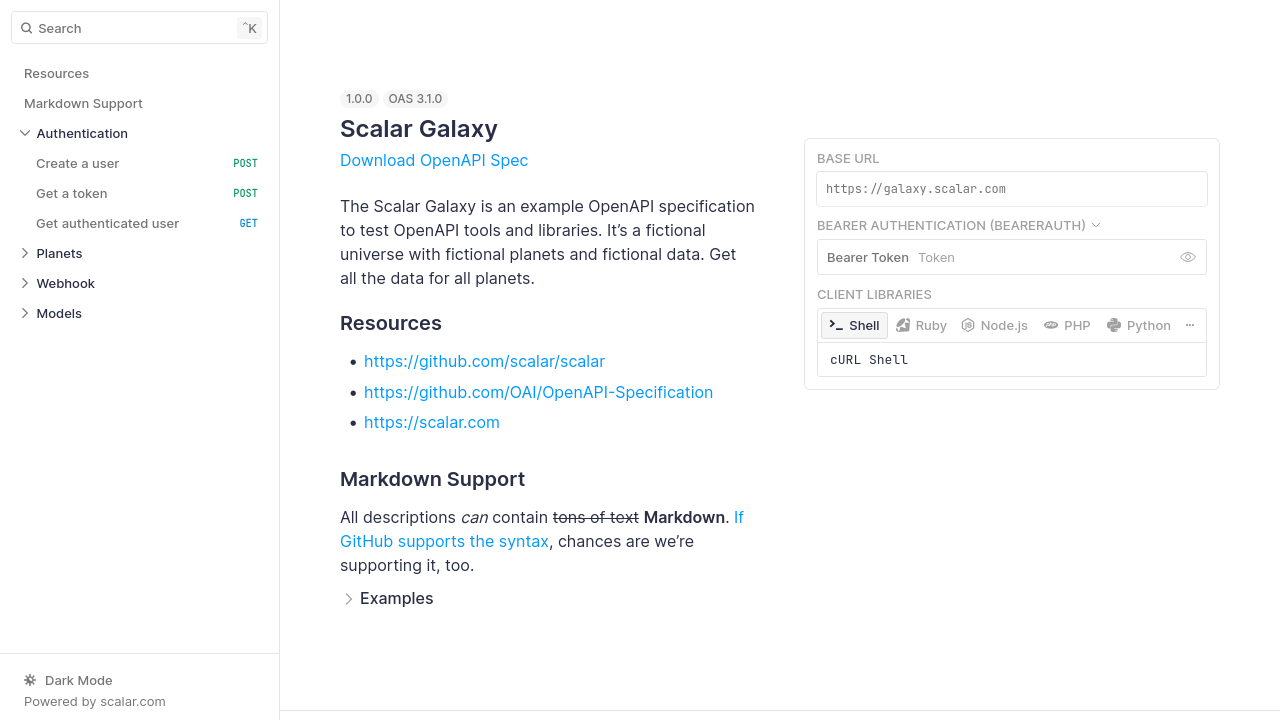 Search
⌃K
Resources
Markdown Support
Authentication
Create a user POST
Get a token POST
Get authenticated user GET
Planets
Webhook
Models
Dark Mode
Powered by scalar.com
1.0.0 OAS 3.1.0
Scalar Galaxy
Download OpenAPI Spec
The Scalar Galaxy is an example OpenAPI specification
to test OpenAPI tools and libraries. It’s a fictional
universe with fictional planets and fictional data. Get
all the data for all planets.
Resources
• https://github.com/scalar/scalar
• https://github.com/OAI/OpenAPI-Specification
• https://scalar.com
Markdown Support
All descriptions can contain tons of text Markdown. If
GitHub supports the syntax, chances are we’re
supporting it, too.
Examples
BASE URL
https://galaxy.scalar.com
BEARER AUTHENTICATION (BEARERAUTH)
Bearer Token Token
CLIENT LIBRARIES
Shell Ruby Node.js PHP Python ···
cURL Shell